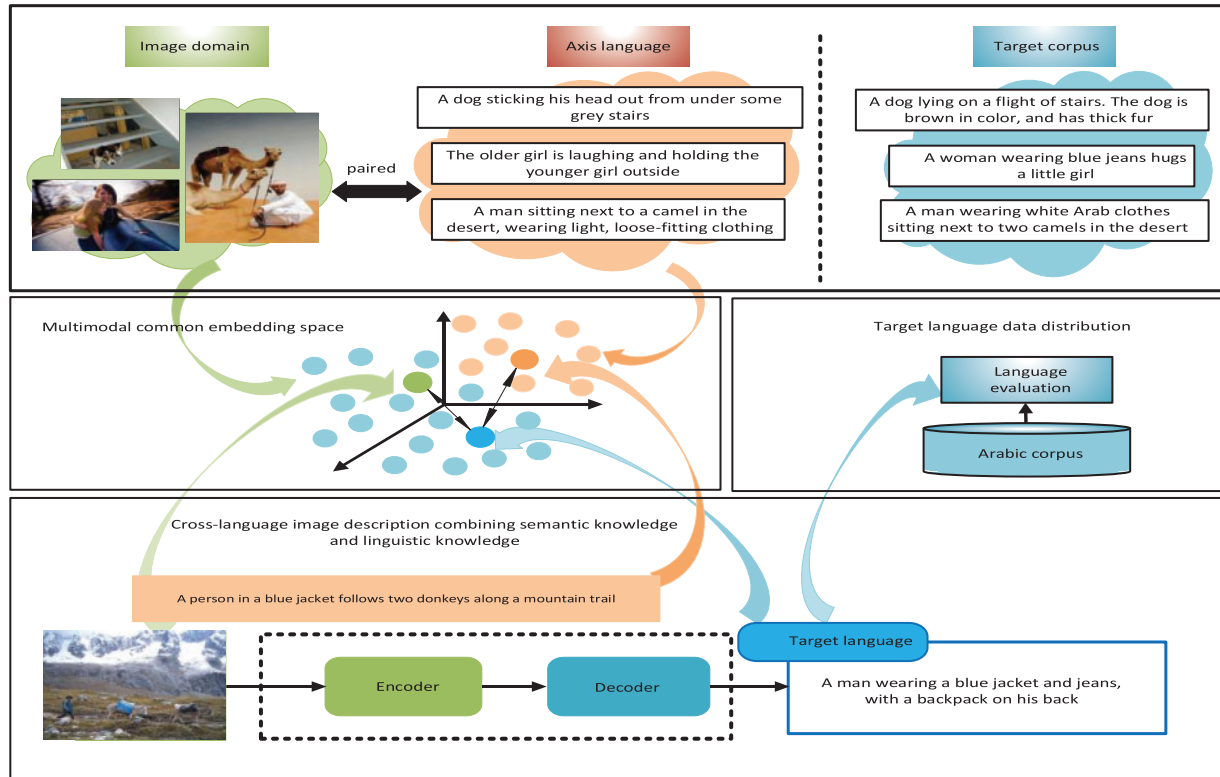 Image domain
Axis language
Target corpus
A dog sticking his head out from under some
grey stairs
The older girl is laughing and holding the
younger girl outside
A man sitting next to a camel in the
desert, wearing light, loose-fitting clothing
paired
A dog lying on a flight of stairs. The dog is
brown in color, and has thick fur
A woman wearing blue jeans hugs
a little girl
A man wearing white Arab clothes
sitting next to two camels in the desert
Multimodal common embedding space
Target language data distribution
Language
evaluation
Arabic corpus
Cross-language image description combining semantic knowledge
and linguistic knowledge
A person in a blue jacket follows two donkeys along a mountain trail
Encoder
Decoder
Target language
A man wearing a blue jacket and jeans,
with a backpack on his back